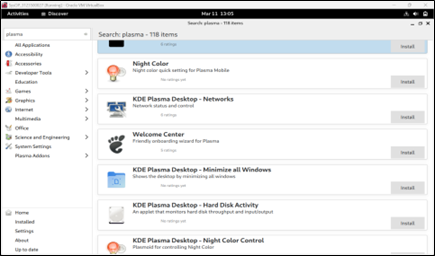 Oracle VM VirtualBox
Activities
Discover
Mar 11 13:05
Search: plasma - 118 items
plasma
Search: plasma - 118 items
All Applications
Accessibility
Accessories
Developer Tools
Education
Games
Graphics
Internet
Multimedia
Office
Science and Engineering
System Settings
Plasma Addons
Home
Installed
Settings
About
Up to date
0 ratings
Install
Night Color
Night color quick setting for Plasma Mobile
No ratings yet
Install
KDE Plasma Desktop - Networks
Network status and control
0 ratings
Install
Welcome Center
Friendly onboarding wizard for Plasma
0 ratings
Install
KDE Plasma Desktop - Minimize all Windows
Shows the desktop by minimizing all windows
No ratings yet
Install
KDE Plasma Desktop - Hard Disk Activity
An applet that monitors hard disk throughput and input/output
No ratings yet
Install
KDE Plasma Desktop - Night Color Control
Plasmoid for controlling Night Color